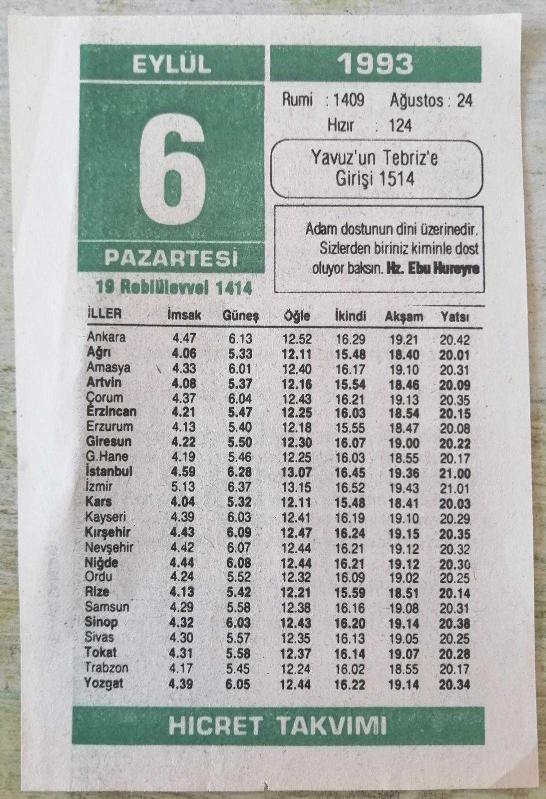 EYLÜL
6
PAZARTESİ
19 Rebiülevvel 1414
1993
Rumi : 1409 Ağustos : 24
Hızır : 124
Yavuz'un Tebriz'e
Girişi 1514
Adam dostunun dini üzerinedir.
Sizlerden biriniz kiminle dost
oluyor baksın. Hz. Ebu Hureyre
İLLER İmsak Güneş Öğle İkindi Akşam Yatsı
Ankara 4.47 6.13 12.52 16.29 19.21 20.42
Ağrı 4.06 5.33 12.11 15.48 18.40 20.01
Amasya 4.33 6.01 12.40 16.17 19.10 20.31
Artvin 4.08 5.37 12.16 15.54 18.46 20.09
Çorum 4.37 6.04 12.43 16.21 19.13 20.35
Erzincan 4.21 5.47 12.25 16.03 18.54 20.15
Erzurum 4.13 5.40 12.18 15.55 18.47 20.08
Giresun 4.22 5.50 12.30 16.07 19.00 20.22
G.Hane 4.19 5.46 12.25 16.03 18.55 20.17
İstanbul 4.59 6.28 13.07 16.45 19.36 21.00
İzmir 5.13 6.37 13.15 16.52 19.43 21.01
Kars 4.04 5.32 12.11 15.48 18.41 20.03
Kayseri 4.39 6.03 12.41 16.19 19.10 20.29
Kırşehir 4.43 6.09 12.47 16.24 19.15 20.35
Nevşehir 4.42 6.07 12.44 16.21 19.12 20.32
Niğde 4.44 6.08 12.44 16.21 19.12 20.30
Ordu 4.24 5.52 12.32 16.09 19.02 20.25
Rize 4.13 5.42 12.21 15.59 18.51 20.14
Samsun 4.29 5.58 12.38 16.16 19.08 20.31
Sinop 4.32 6.03 12.43 16.20 19.14 20.38
Sivas 4.30 5.57 12.35 16.13 19.05 20.25
Tokat 4.31 5.58 12.37 16.14 19.07 20.28
Trabzon 4.17 5.45 12.24 16.02 18.55 20.17
Yozgat 4.39 6.05 12.44 16.22 19.14 20.34
HİCRET TAKVİMİ